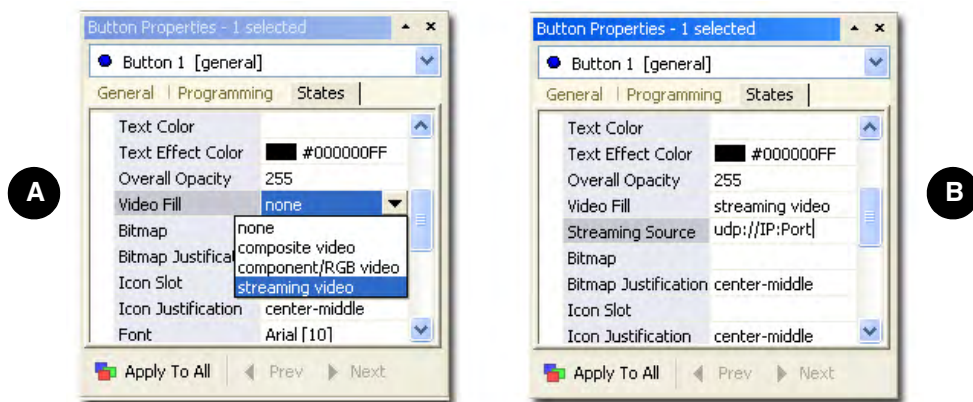 A
Button Properties - 1 selected
Button 1 [general]
General | Programming States |
Text Color
Text Effect Color #000000FF
Overall Opacity 255
Video Fill none
none
composite video
component/RGB video
streaming video
Bitmap
Bitmap Justifica
Icon Slot
Icon Justification center-middle
Font Arial [10]
Apply To All Prev Next
Button Properties - 1 selected
Button 1 [general]
General | Programming States |
Text Color
Text Effect Color #000000FF
Overall Opacity 255
Video Fill streaming video
Streaming Source udp://IP:Port
Bitmap
Bitmap Justification center-middle
Icon Slot
Icon Justification center-middle
Apply To All Prev Next
B